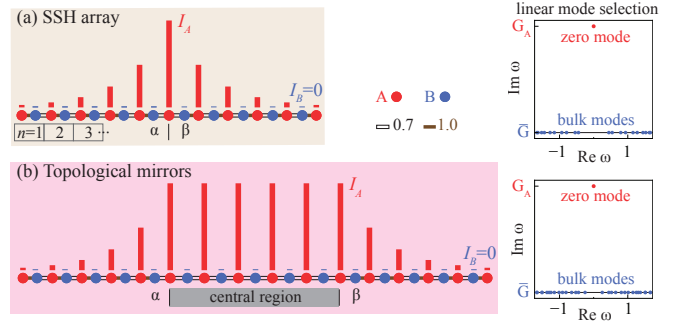 (a) SSH array
I_A
I_B=0
n=1 2 3 ...
α β
A B
0.7 1.0
linear mode selection
G_A
zero mode
Im ω
bulk modes
G̅
−1 1
Re ω
(b) Topological mirrors
I_A
I_B=0
α central region β
G_A
zero mode
Im ω
bulk modes
G̅
−1 1
Re ω